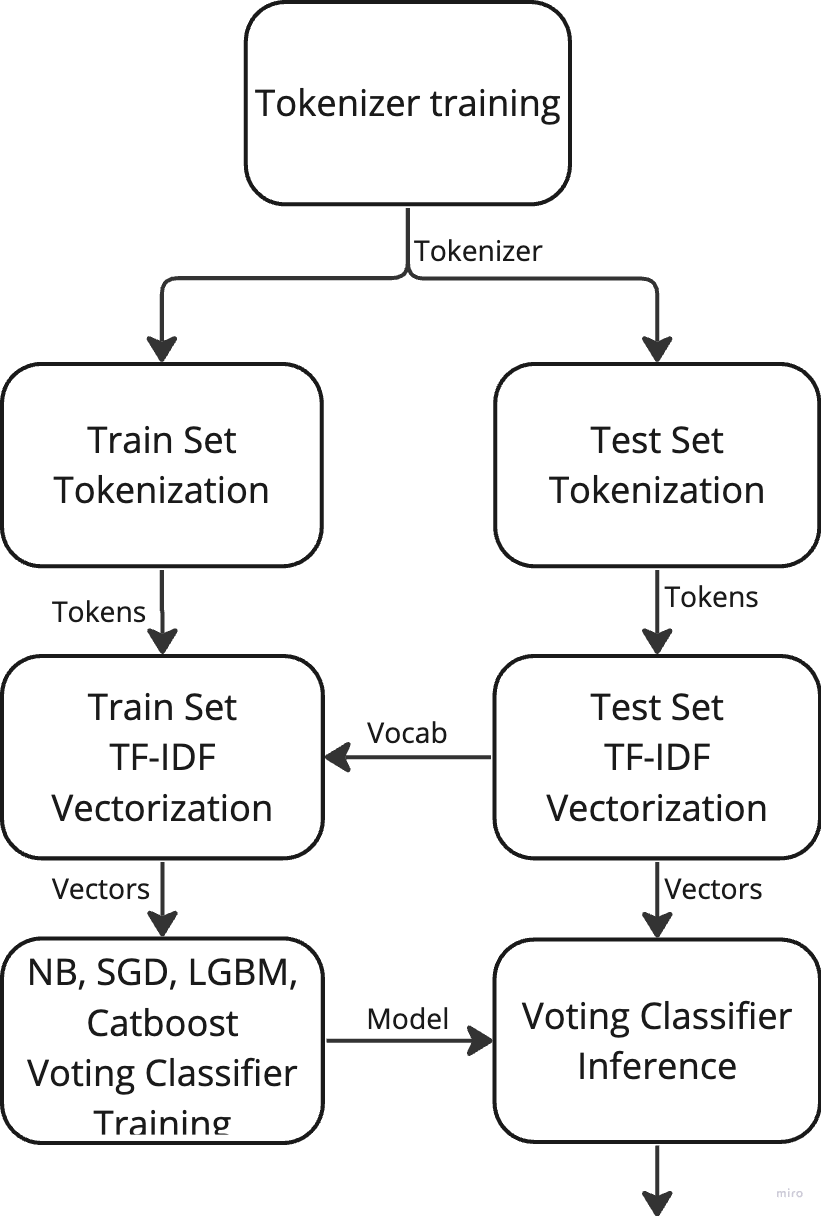 Tokenizer training
Tokenizer
Train Set
Tokenization
Test Set
Tokenization
Tokens
Tokens
Train Set
TF-IDF
Vectorization
Vocab
Test Set
TF-IDF
Vectorization
Vectors
Vectors
NB, SGD, LGBM,
Catboost
Voting Classifier
Training
Model
Voting Classifier
Inference
miro